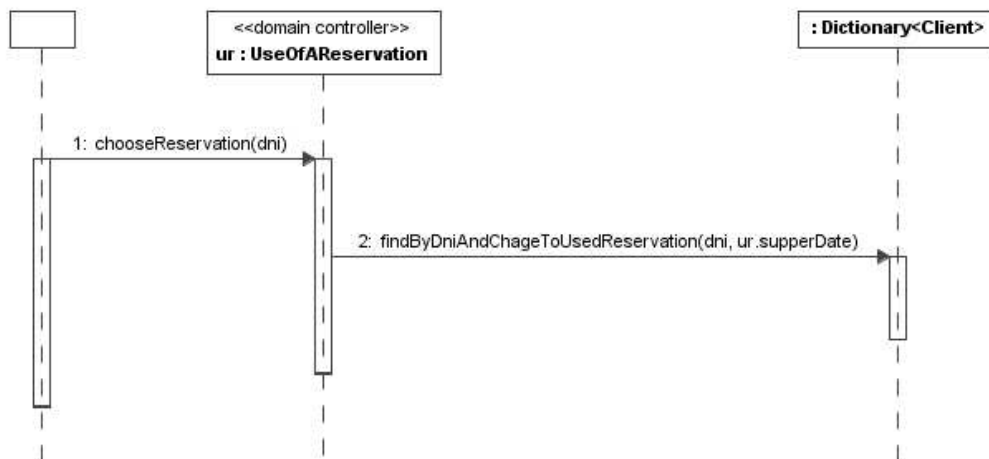 <<domain controller>>
ur : UseOfAReservation
: Dictionary<Client>
1: chooseReservation(dni)
2: findByDniAndChageToUsedReservation(dni, ur.supperDate)